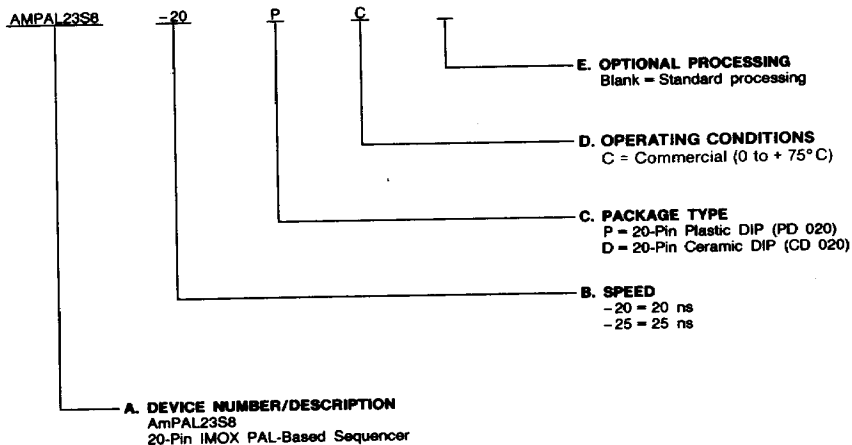 AMPAL23S8 -20 P C
E. OPTIONAL PROCESSING
Blank = Standard processing
D. OPERATING CONDITIONS
C = Commercial (0 to + 75°C)
C. PACKAGE TYPE
P = 20-Pin Plastic DIP (PD 020)
D = 20-Pin Ceramic DIP (CD 020)
B. SPEED
-20 = 20 ns
-25 = 25 ns
A. DEVICE NUMBER/DESCRIPTION
AmPAL23S8
20-Pin IMOX PAL-Based Sequencer